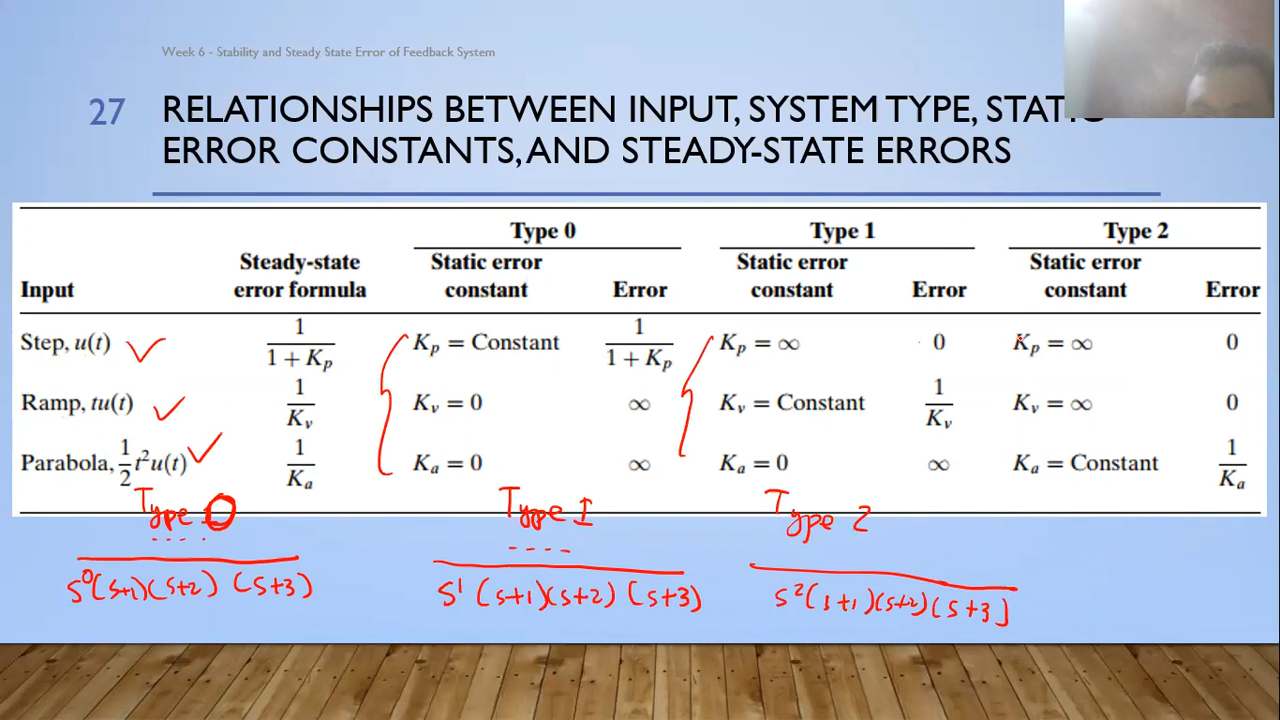 Week 6 - Stability and Steady State Error of Feedback System
27
RELATIONSHIPS BETWEEN INPUT, SYSTEM TYPE, STATIC
ERROR CONSTANTS, AND STEADY-STATE ERRORS
Type 0 Type 1 Type 2
Steady-state Static error Static error Static error
Input error formula constant Error constant Error constant Error
Step, u(t) 1/(1 + Kp) Kp = Constant 1/(1 + Kp) Kp = ∞ 0 Kp = ∞ 0
Ramp, tu(t) 1/Kv Kv = 0 ∞ Kv = Constant 1/Kv Kv = ∞ 0
Parabola, 1/2 t²u(t) 1/Ka Ka = 0 ∞ Ka = 0 ∞ Ka = Constant 1/Ka
Type 0 Type 1 Type 2
S⁰(S+1)(S+2)(S+3) S¹(S+1)(S+2)(S+3) S²(S+1)(S+2)(S+3)